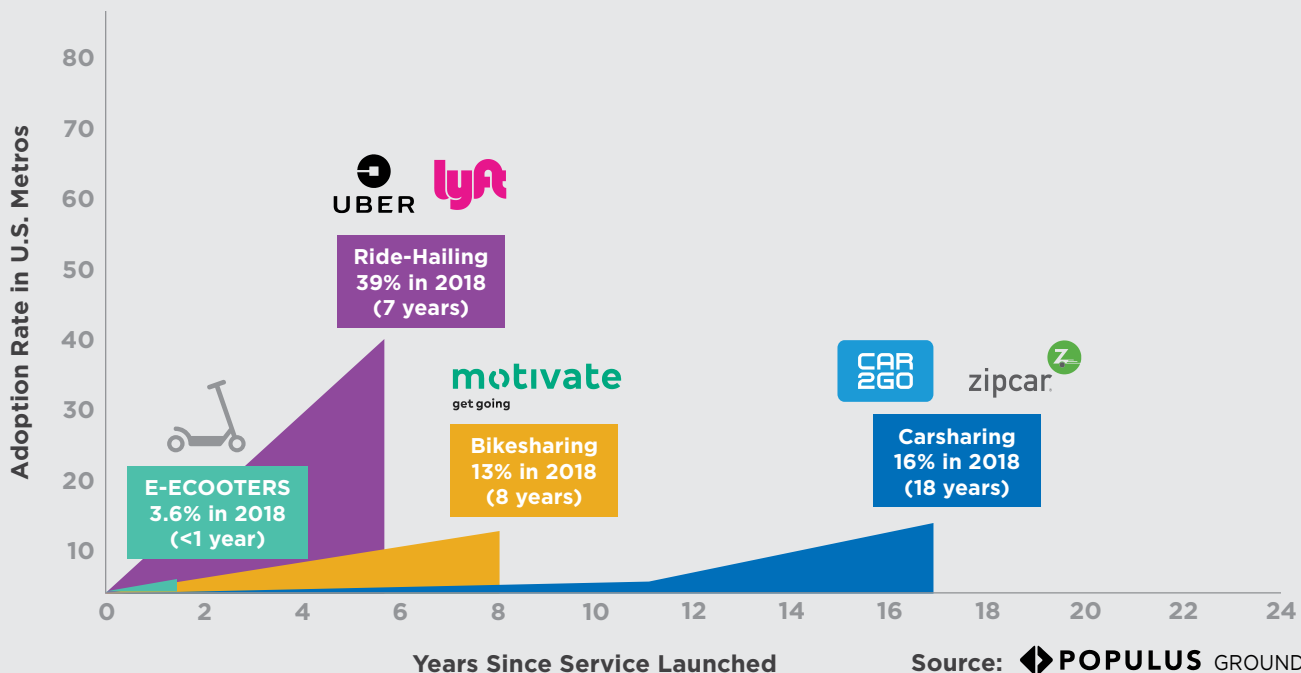 Adoption Rate in U.S. Metros
80
70
60
50
40
30
20
10
UBER
lyft
Ride-Hailing
39% in 2018
(7 years)
E-ECOOTERS
3.6% in 2018
(<1 year)
motivate
get going
Bikesharing
13% in 2018
(8 years)
CAR
2GO
zipcar.
Z
Carsharing
16% in 2018
(18 years)
0 2 4 6 8 10 12 14 16 18 20 22 24
Years Since Service Launched
Source: POPULUS GROUND